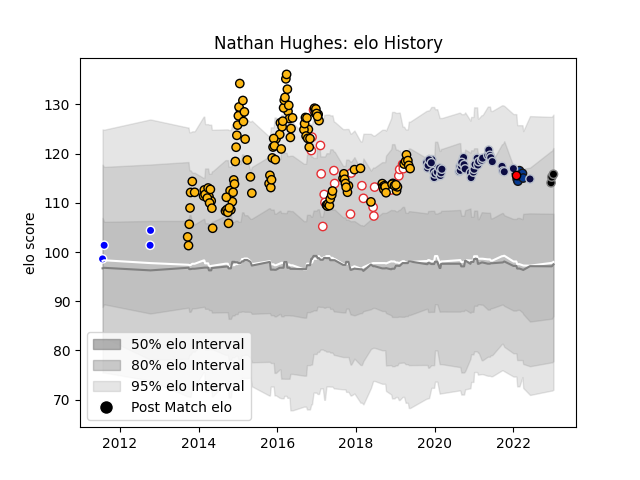 Nathan Hughes: elo History
elo score
130
120
110
100
90
80
70
50% elo Interval
80% elo Interval
95% elo Interval
Post Match elo
2012 2014 2016 2018 2020 2022